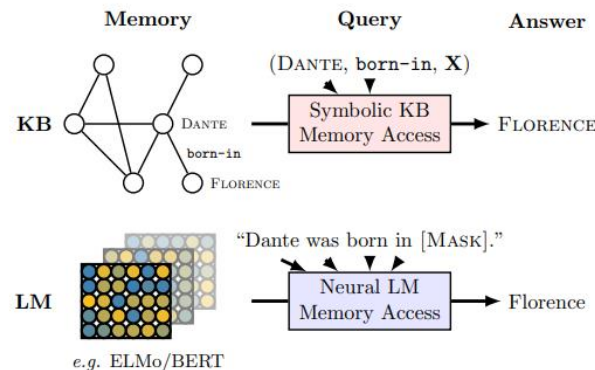 Memory Query Answer
(DANTE, born-in, X)
KB
DANTE
born-in
FLORENCE
Symbolic KB
Memory Access
FLORENCE
"Dante was born in [MASK]."
LM
Neural LM
Memory Access
Florence
e.g. ELMo/BERT